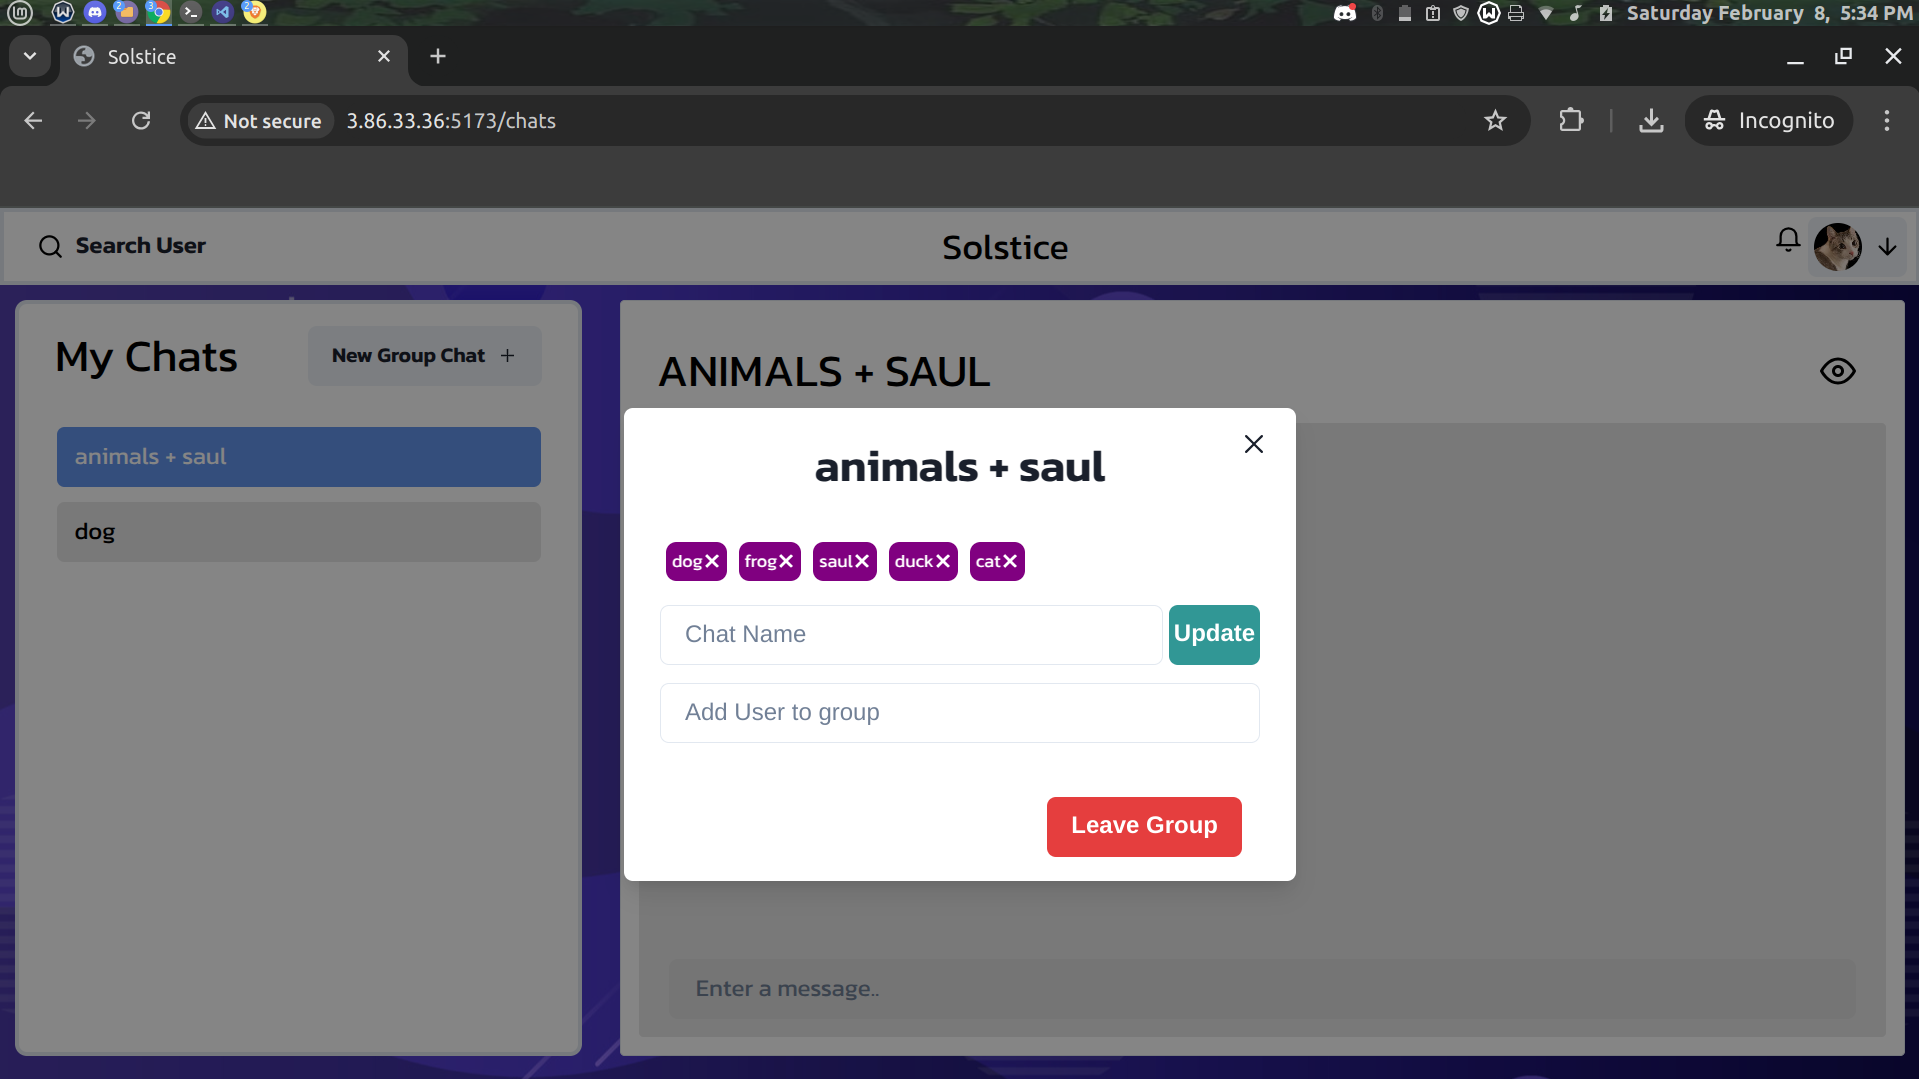 Saturday February 8, 5:34 PM
Solstice
Not secure
3.86.33.36:5173/chats
Incognito
Search User
Solstice
My Chats
New Group Chat +
ANIMALS + SAUL
animals + saul
dog
animals + saul
dog
frog
saul
duck
cat
Chat Name
Update
Add User to group
Leave Group
Enter a message..